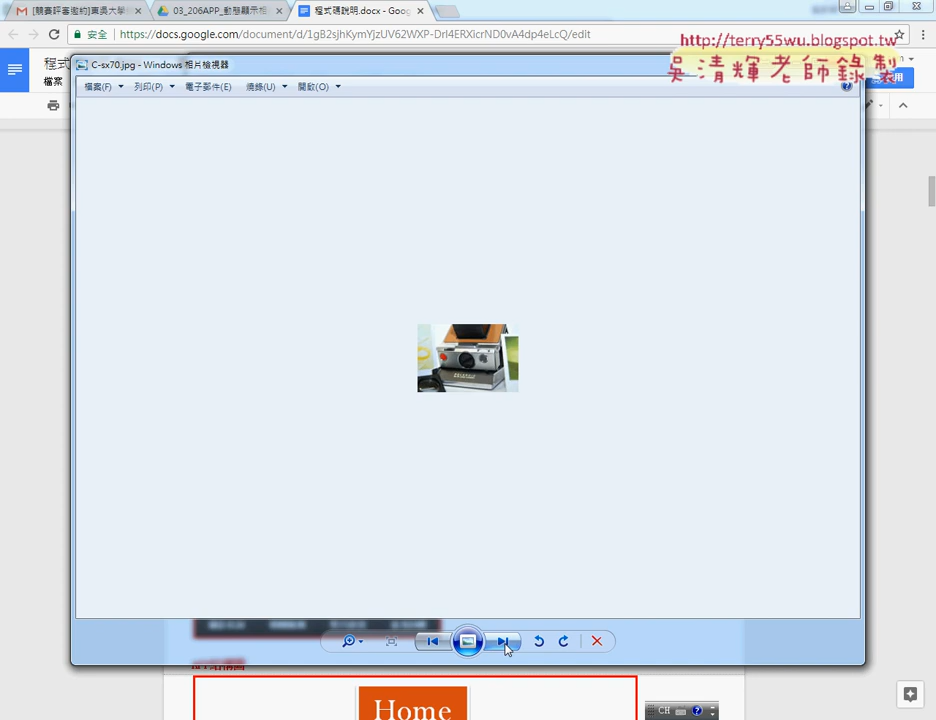 [競賽評審邀約]東吳大學
03_206APP_動態顯示相
程式碼說明.docx - Goog
安全 https://docs.google.com/document/d/1gB2sjhKymYjzUV62WXP-DrI4ERXicrND0vA4dp4eLcQ/edit
http://terry55wu.blogspot.tw
吳清輝老師錄製
程式
檔案
C-sx70.jpg - Windows 相片檢視器
檔案(F) 列印(P) 電子郵件(E) 燒錄(U) 開啟(O)
Home
CH